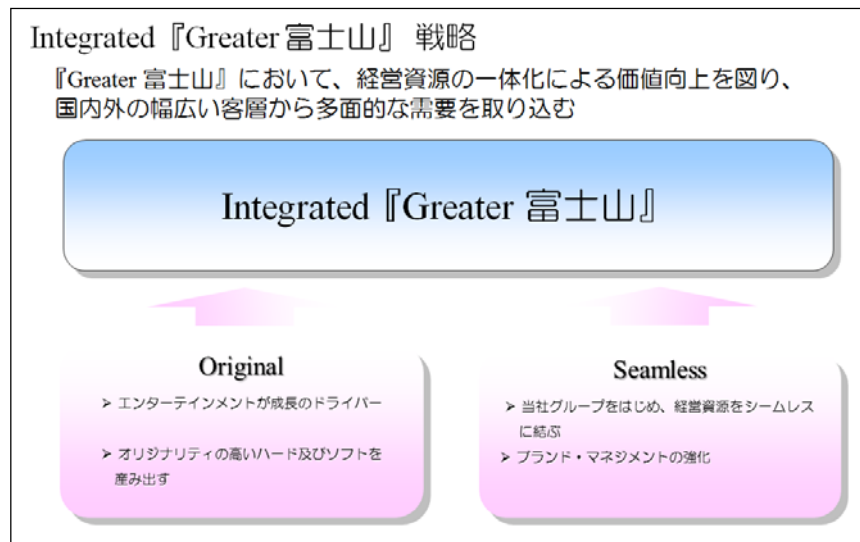 Integrated『Greater 富士山』 戦略
『Greater 富士山』において、経営資源の一体化による価値向上を図り、
国内外の幅広い客層から多面的な需要を取り込む
Integrated『Greater 富士山』
Original
➢ エンターテインメントが成長のドライバー
➢ オリジナリティの高いハード及びソフトを
産み出す
Seamless
➢ 当社グループをはじめ、経営資源をシームレス
に結ぶ
➢ ブランド・マネジメントの強化